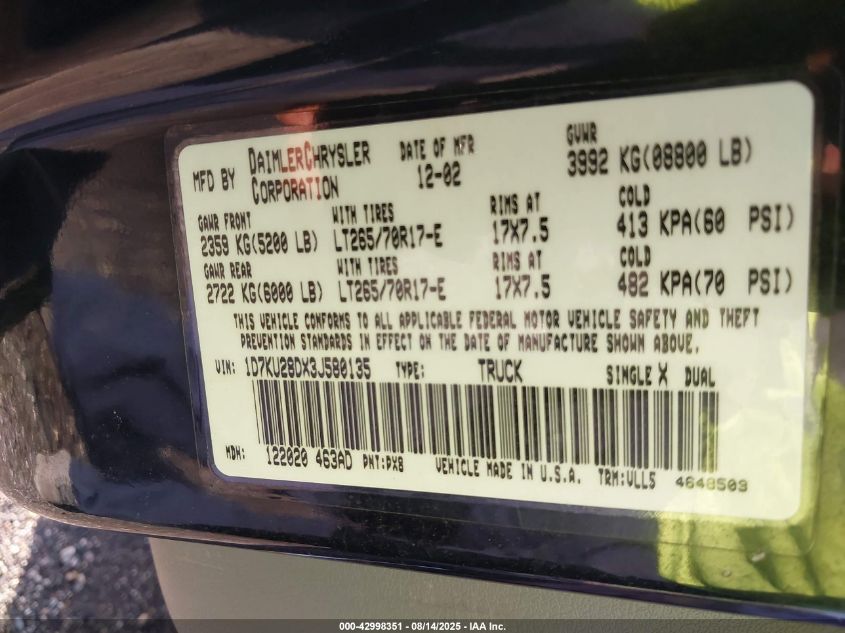 MFD BY DAIMLERCHRYSLER CORPORATION DATE OF MFR 12-02 GVWR 3992 KG(08800 LB)
GAWR FRONT WITH TIRES RIMS AT COLD
2359 KG(5200 LB) LT265/70R17-E 17X7.5 413 KPA(60 PSI)
GAWR REAR WITH TIRES RIMS AT COLD
2722 KG(6000 LB) LT265/70R17-E 17X7.5 482 KPA(70 PSI)
THIS VEHICLE CONFORMS TO ALL APPLICABLE FEDERAL MOTOR VEHICLE SAFETY AND THEFT
PREVENTION STANDARDS IN EFFECT ON THE DATE OF MANUFACTURE SHOWN ABOVE.
VIN: 1D7KU28DX3J580135 TYPE: TRUCK SINGLE X DUAL
MDH: 122020 463AD PNT:PX8 VEHICLE MADE IN U.S.A. TRM:VLL5 4648503
000-42998351 - 08/14/2025 - IAA Inc.